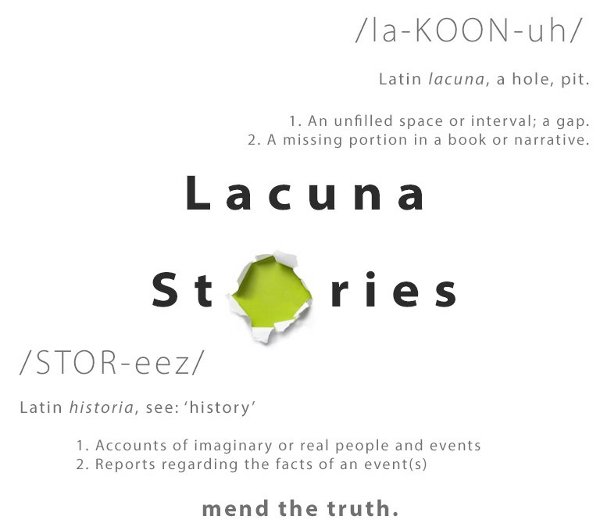 /la-KOON-uh/
Latin lacuna, a hole, pit.
1. An unfilled space or interval; a gap.
2. A missing portion in a book or narrative.
Lacuna
Stories
/STOR-eez/
Latin historia, see: ‘history’
1. Accounts of imaginary or real people and events
2. Reports regarding the facts of an event(s)
mend the truth.